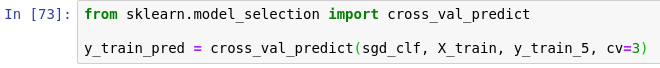 In [73]: from sklearn.model_selection import cross_val_predict
y_train_pred = cross_val_predict(sgd_clf, X_train, y_train_5, cv=3)